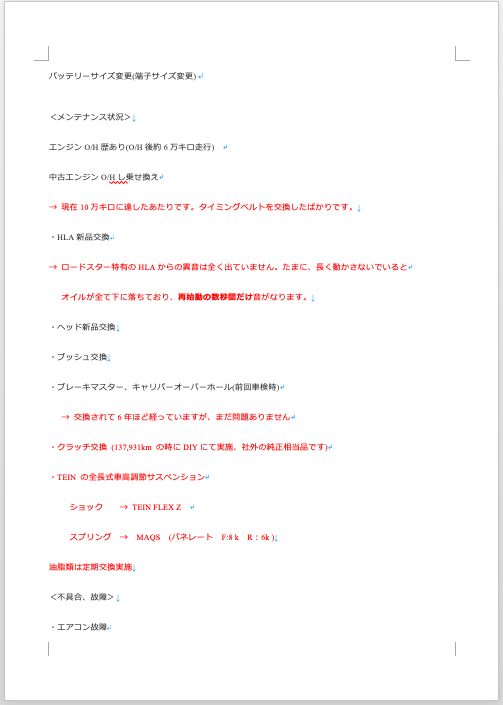 バッテリーサイズ変更(端子サイズ変更)
＜メンテナンス状況＞
エンジン O/H 歴あり(O/H 後約 6 万キロ走行)
中古エンジン O/H し乗せ換え
→ 現在 10 万キロに達したあたりです。タイミングベルトを交換したばかりです。
・HLA 新品交換
→ ロードスター特有の HLA からの異音は全く出ていません。たまに、長く動かさないでいると
オイルが全て下に落ちており、再始動の数秒間だけ音がなります。
・ヘッド新品交換
・ブッシュ交換
・ブレーキマスター、キャリパーオーバーホール(前回車検時)
→ 交換されて 6 年ほど経っていますが、まだ問題ありません
・クラッチ交換 (137,931km の時に DIY にて実施、社外の純正相当品です)
・TEIN の全長式車高調節サスペンション
ショック → TEIN FLEX Z
スプリング → MAQS (バネレート F:8ｋ R：6k )
油脂類は定期交換実施
＜不具合、故障＞
・エアコン故障